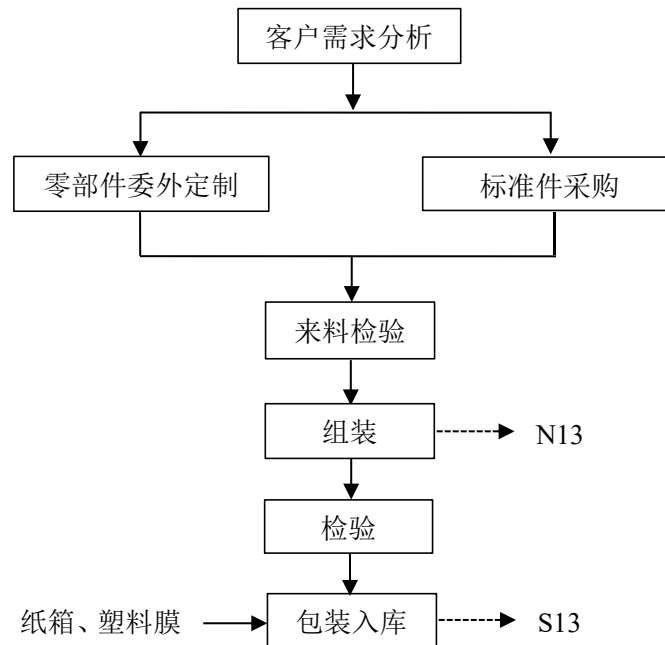 客户需求分析
零部件委外定制
标准件采购
来料检验
组装
N13
检验
纸箱、塑料膜
包装入库
S13